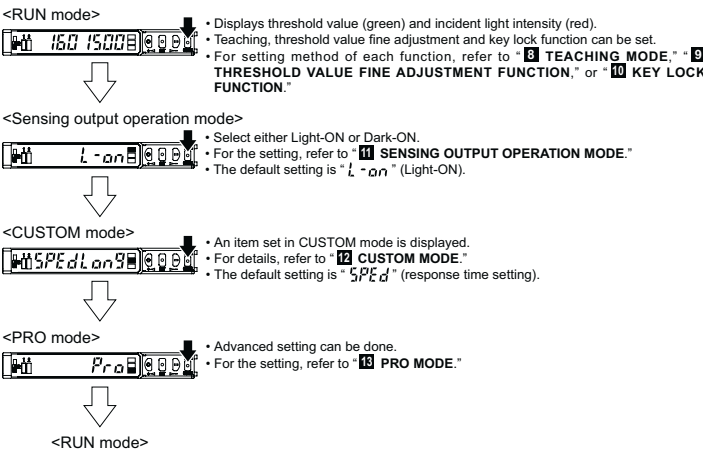 <RUN mode>
160 1500
• Displays threshold value (green) and incident light intensity (red).
• Teaching, threshold value fine adjustment and key lock function can be set.
• For setting method of each function, refer to “ 8 TEACHING MODE,” “ 9
THRESHOLD VALUE FINE ADJUSTMENT FUNCTION,” or “ 10 KEY LOCK
FUNCTION.”
<Sensing output operation mode>
L-on
• Select either Light-ON or Dark-ON.
• For the setting, refer to “ 11 SENSING OUTPUT OPERATION MODE.”
• The default setting is “ L-on ” (Light-ON).
<CUSTOM mode>
SPEdLong
• An item set in CUSTOM mode is displayed.
• For details, refer to “ 12 CUSTOM MODE.”
• The default setting is “ SPEd ” (response time setting).
<PRO mode>
Pro
• Advanced setting can be done.
• For the setting, refer to “ 13 PRO MODE.”
<RUN mode>